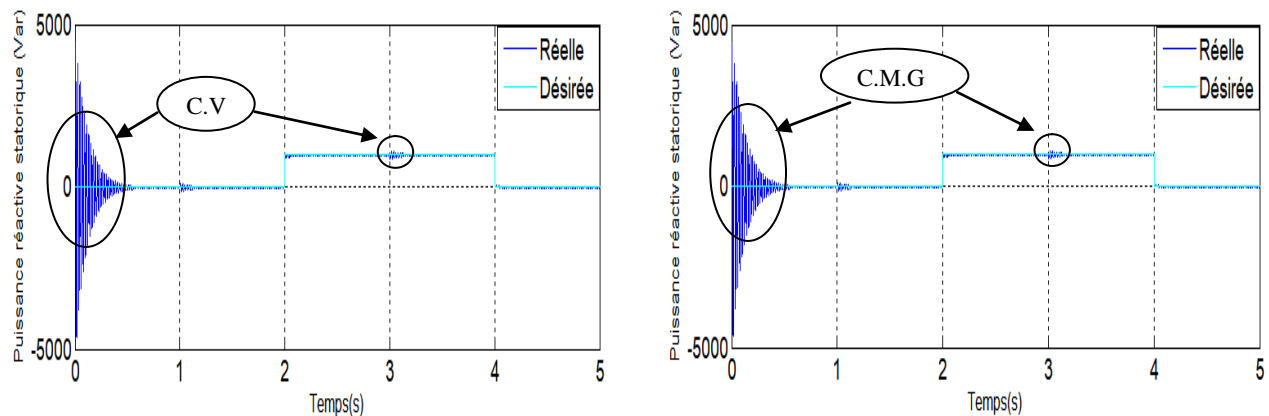 5000
0
-5000
Puissance réactive statorique (Var)
Réelle
Désirée
C.V
0 1 2 3 4 5
Temps(s)
5000
0
-5000
Puissance réactive statorique (Var)
Réelle
Désirée
C.M.G
0 1 2 3 4 5
Temps(s)